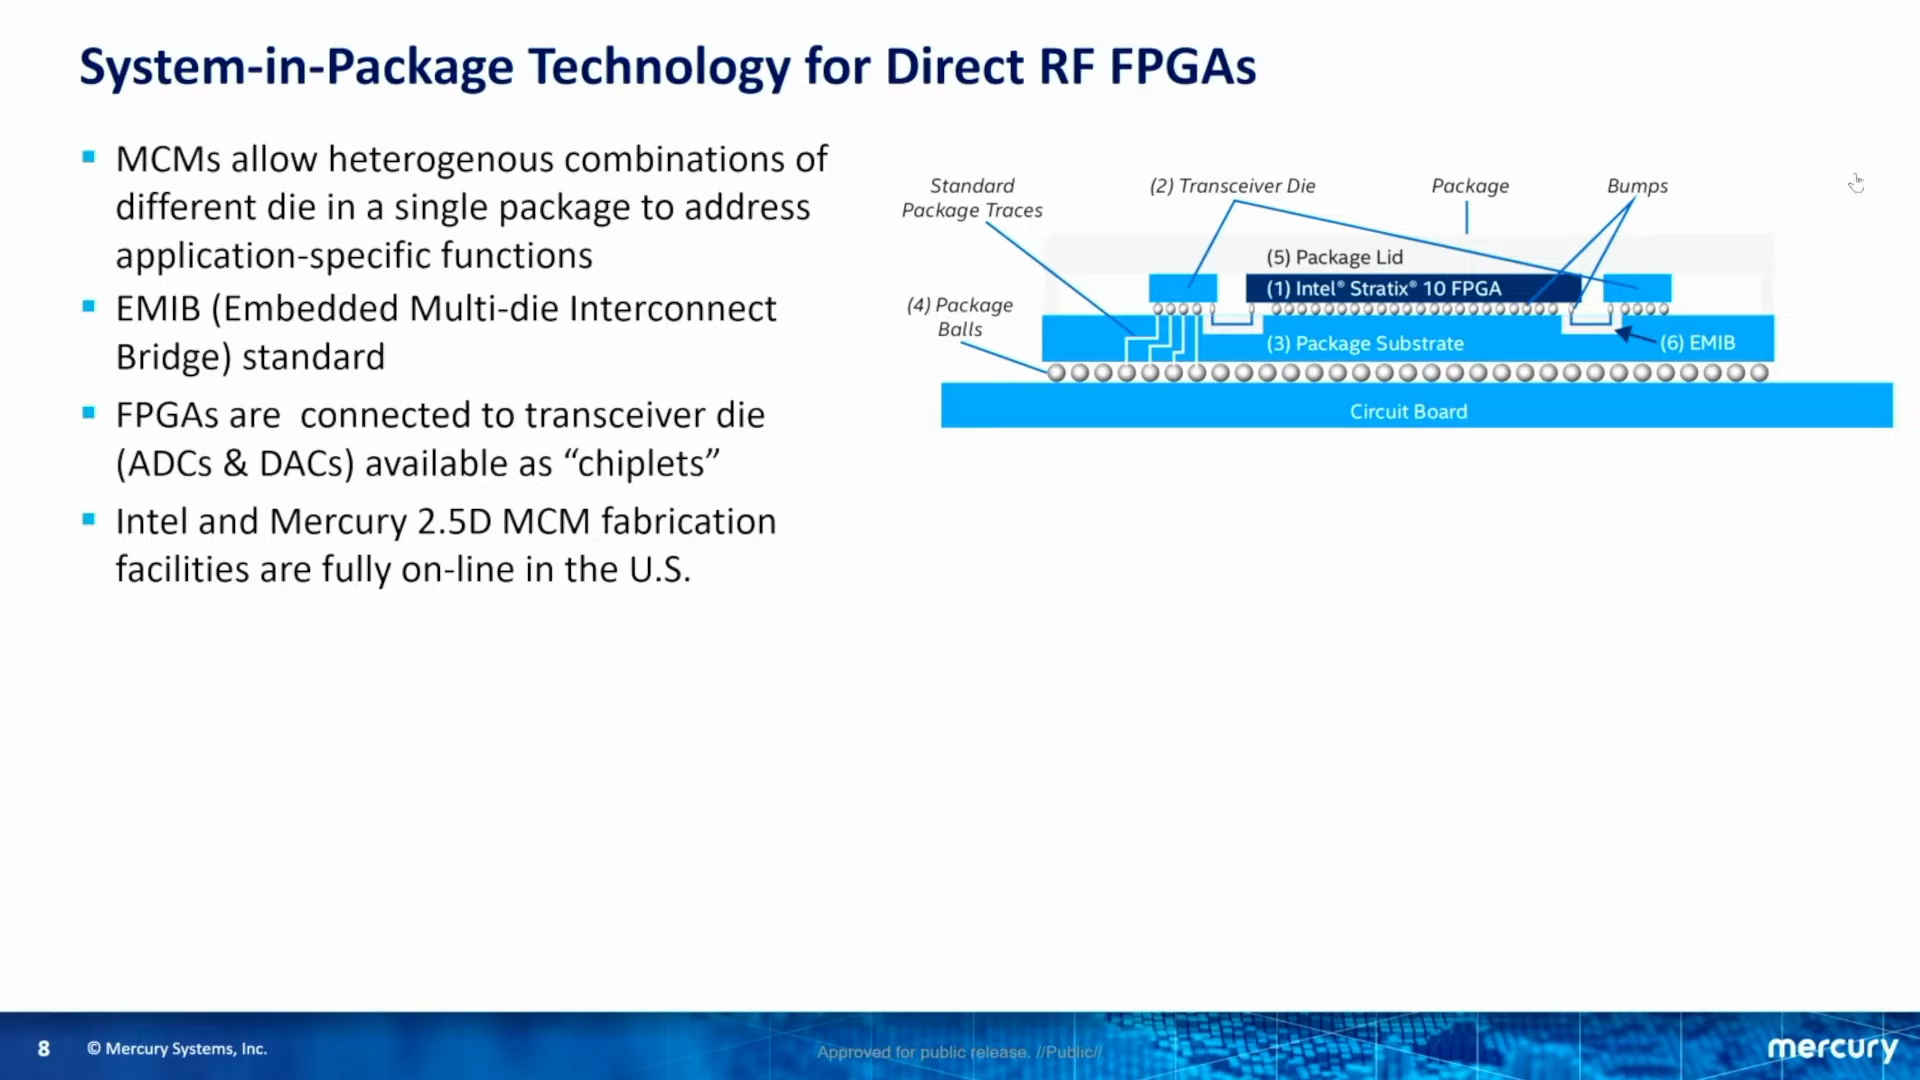 System-in-Package Technology for Direct RF FPGAs
MCMs allow heterogenous combinations of
different die in a single package to address
application-specific functions
EMIB (Embedded Multi-die Interconnect
Bridge) standard
FPGAs are connected to transceiver die
(ADCs & DACs) available as “chiplets”
Intel and Mercury 2.5D MCM fabrication
facilities are fully on-line in the U.S.
Standard
Package Traces
(2) Transceiver Die
Package
Bumps
(5) Package Lid
(1) Intel® Stratix® 10 FPGA
(4) Package
Balls
(3) Package Substrate
(6) EMIB
Circuit Board
8
© Mercury Systems, Inc.
Approved for public release. //Public//
mercury